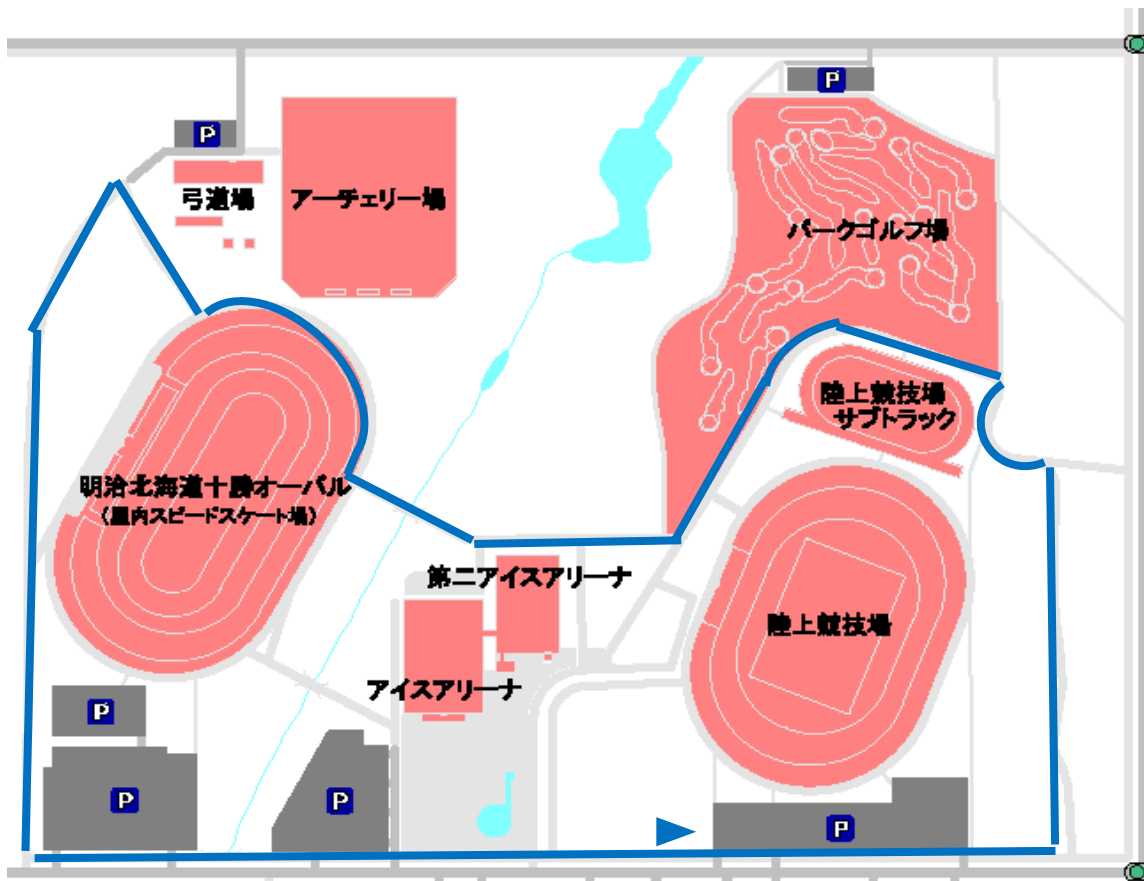 P
P
弓道場
アーチェリー場
パークゴルフ場
陸上競技場
サブトラック
明治北海道十勝オーバル
（屋内スピードスケート場）
第二アイスアリーナ
陸上競技場
アイスアリーナ
P
P
P
P